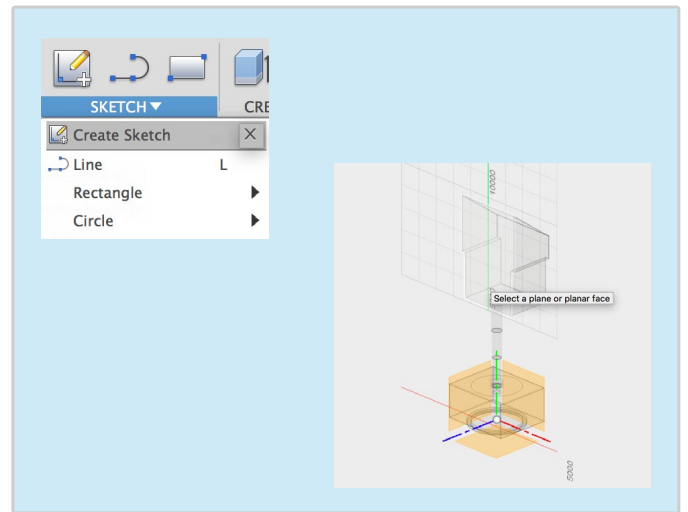 SKETCH▼
CRE
Create Sketch
X
Line L
Rectangle
Circle
10000
Select a plane or planar face
5000